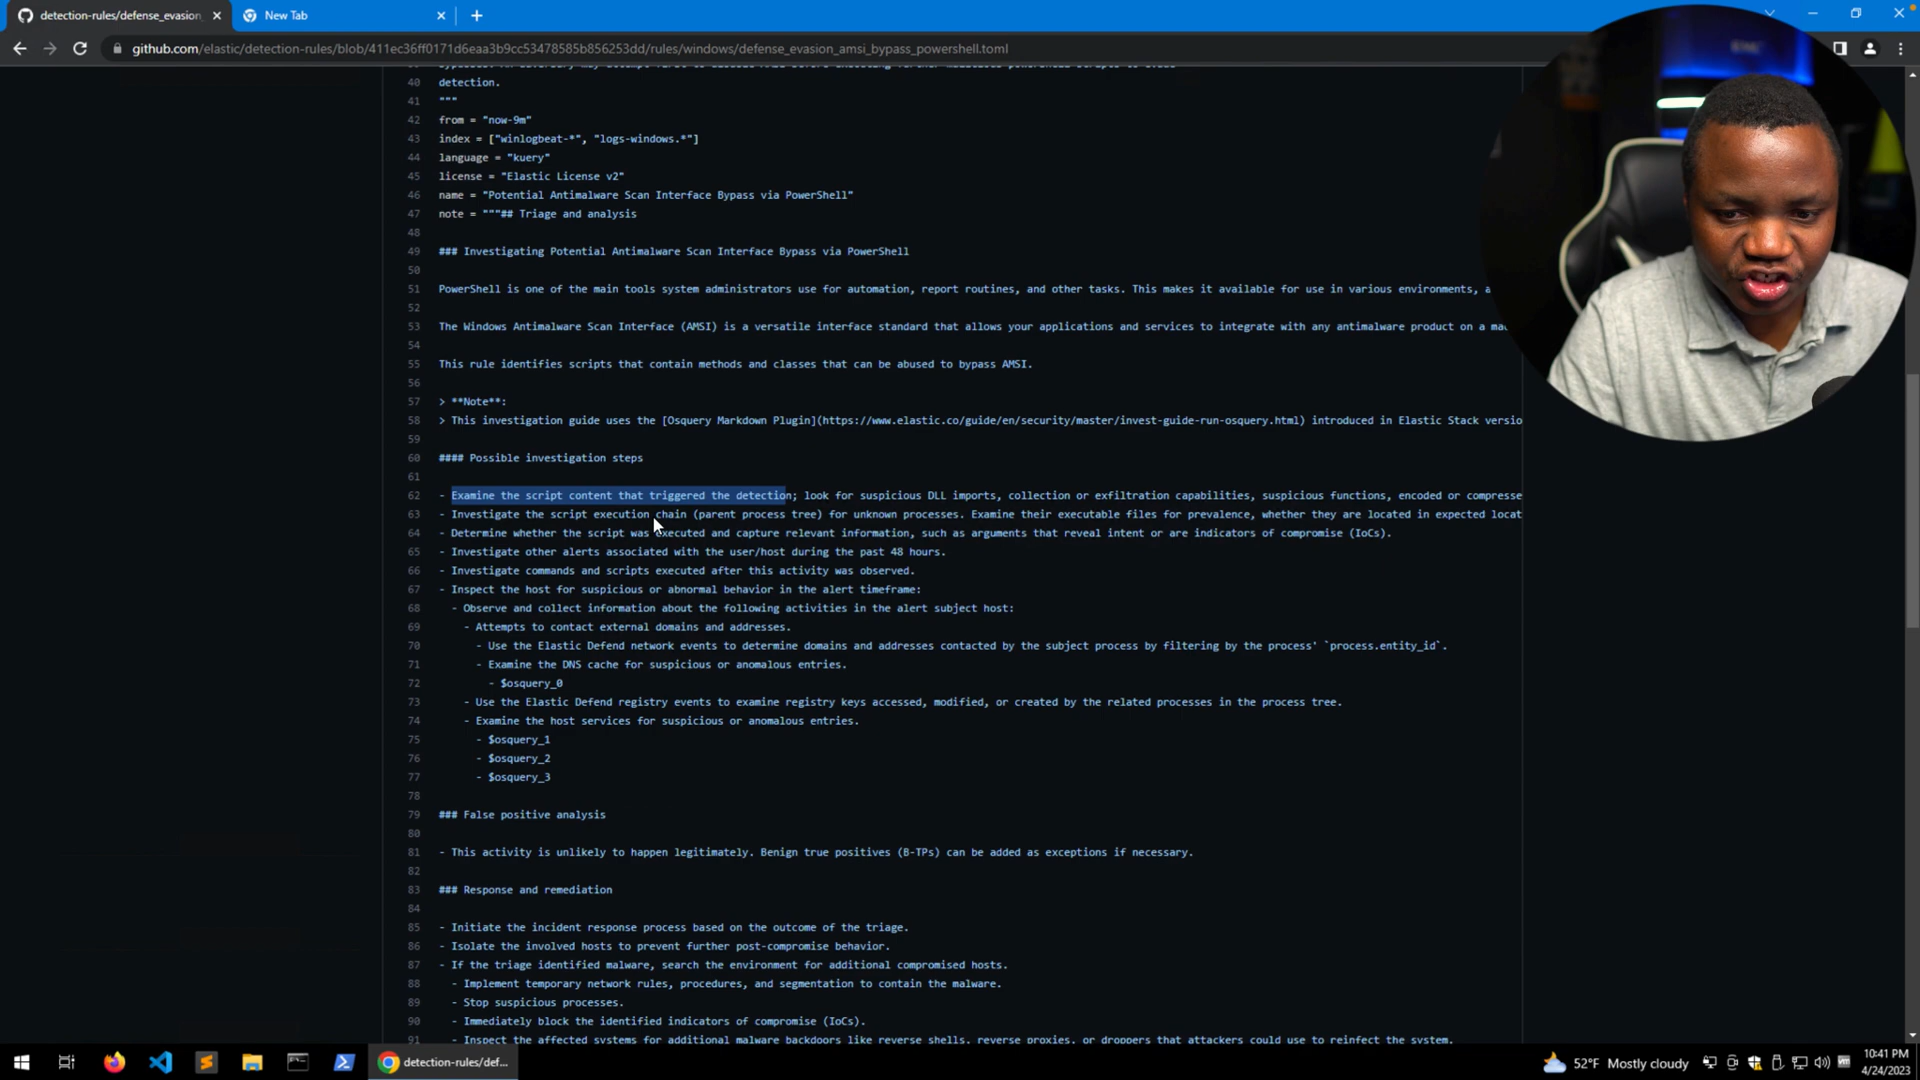 detection-rules/defense_evasion_
New Tab
github.com/elastic/detection-rules/blob/411ec36ff0171d6eaa3b9cc53478585b856253dd/rules/windows/defense_evasion_amsi_bypass_powershell.toml
40 detection.
41 """
42 from = "now-9m"
43 index = ["winlogbeat-*", "logs-windows.*"]
44 language = "kuery"
45 license = "Elastic License v2"
46 name = "Potential Antimalware Scan Interface Bypass via PowerShell"
47 note = """## Triage and analysis
48
49 ### Investigating Potential Antimalware Scan Interface Bypass via PowerShell
50
51 PowerShell is one of the main tools system administrators use for automation, report routines, and other tasks. This makes it available for use in various environments, a
52
53 The Windows Antimalware Scan Interface (AMSI) is a versatile interface standard that allows your applications and services to integrate with any antimalware product on a
54
55 This rule identifies scripts that contain methods and classes that can be abused to bypass AMSI.
56
57 > **Note**:
58 > This investigation guide uses the [Osquery Markdown Plugin](https://www.elastic.co/guide/en/security/master/invest-guide-run-osquery.html) introduced in Elastic Stack versio
59
60 #### Possible investigation steps
61
62 - Examine the script content that triggered the detection; look for suspicious DLL imports, collection or exfiltration capabilities, suspicious functions, encoded or compresse
63 - Investigate the script execution chain (parent process tree) for unknown processes. Examine their executable files for prevalence, whether they are located in expected locat
64 - Determine whether the script was executed and capture relevant information, such as arguments that reveal intent or are indicators of compromise (IoCs).
65 - Investigate other alerts associated with the user/host during the past 48 hours.
66 - Investigate commands and scripts executed after this activity was observed.
67 - Inspect the host for suspicious or abnormal behavior in the alert timeframe:
68 - Observe and collect information about the following activities in the alert subject host:
69 - Attempts to contact external domains and addresses.
70 - Use the Elastic Defend network events to determine domains and addresses contacted by the subject process by filtering by the process' `process.entity_id`.
71 - Examine the DNS cache for suspicious or anomalous entries.
72 - $osquery_0
73 - Use the Elastic Defend registry events to examine registry keys accessed, modified, or created by the related processes in the process tree.
74 - Examine the host services for suspicious or anomalous entries.
75 - $osquery_1
76 - $osquery_2
77 - $osquery_3
78
79 ### False positive analysis
80
81 - This activity is unlikely to happen legitimately. Benign true positives (B-TPs) can be added as exceptions if necessary.
82
83 ### Response and remediation
84
85 - Initiate the incident response process based on the outcome of the triage.
86 - Isolate the involved hosts to prevent further post-compromise behavior.
87 - If the triage identified malware, search the environment for additional compromised hosts.
88 - Implement temporary network rules, procedures, and segmentation to contain the malware.
89 - Stop suspicious processes.
90 - Immediately block the identified indicators of compromise (IoCs).
91 - Inspect the affected systems for additional malware backdoors like reverse shells, reverse proxies, or droppers that attackers could use to reinfect the system.
detection-rules/def...
52°F Mostly cloudy
10:41 PM
4/24/2023